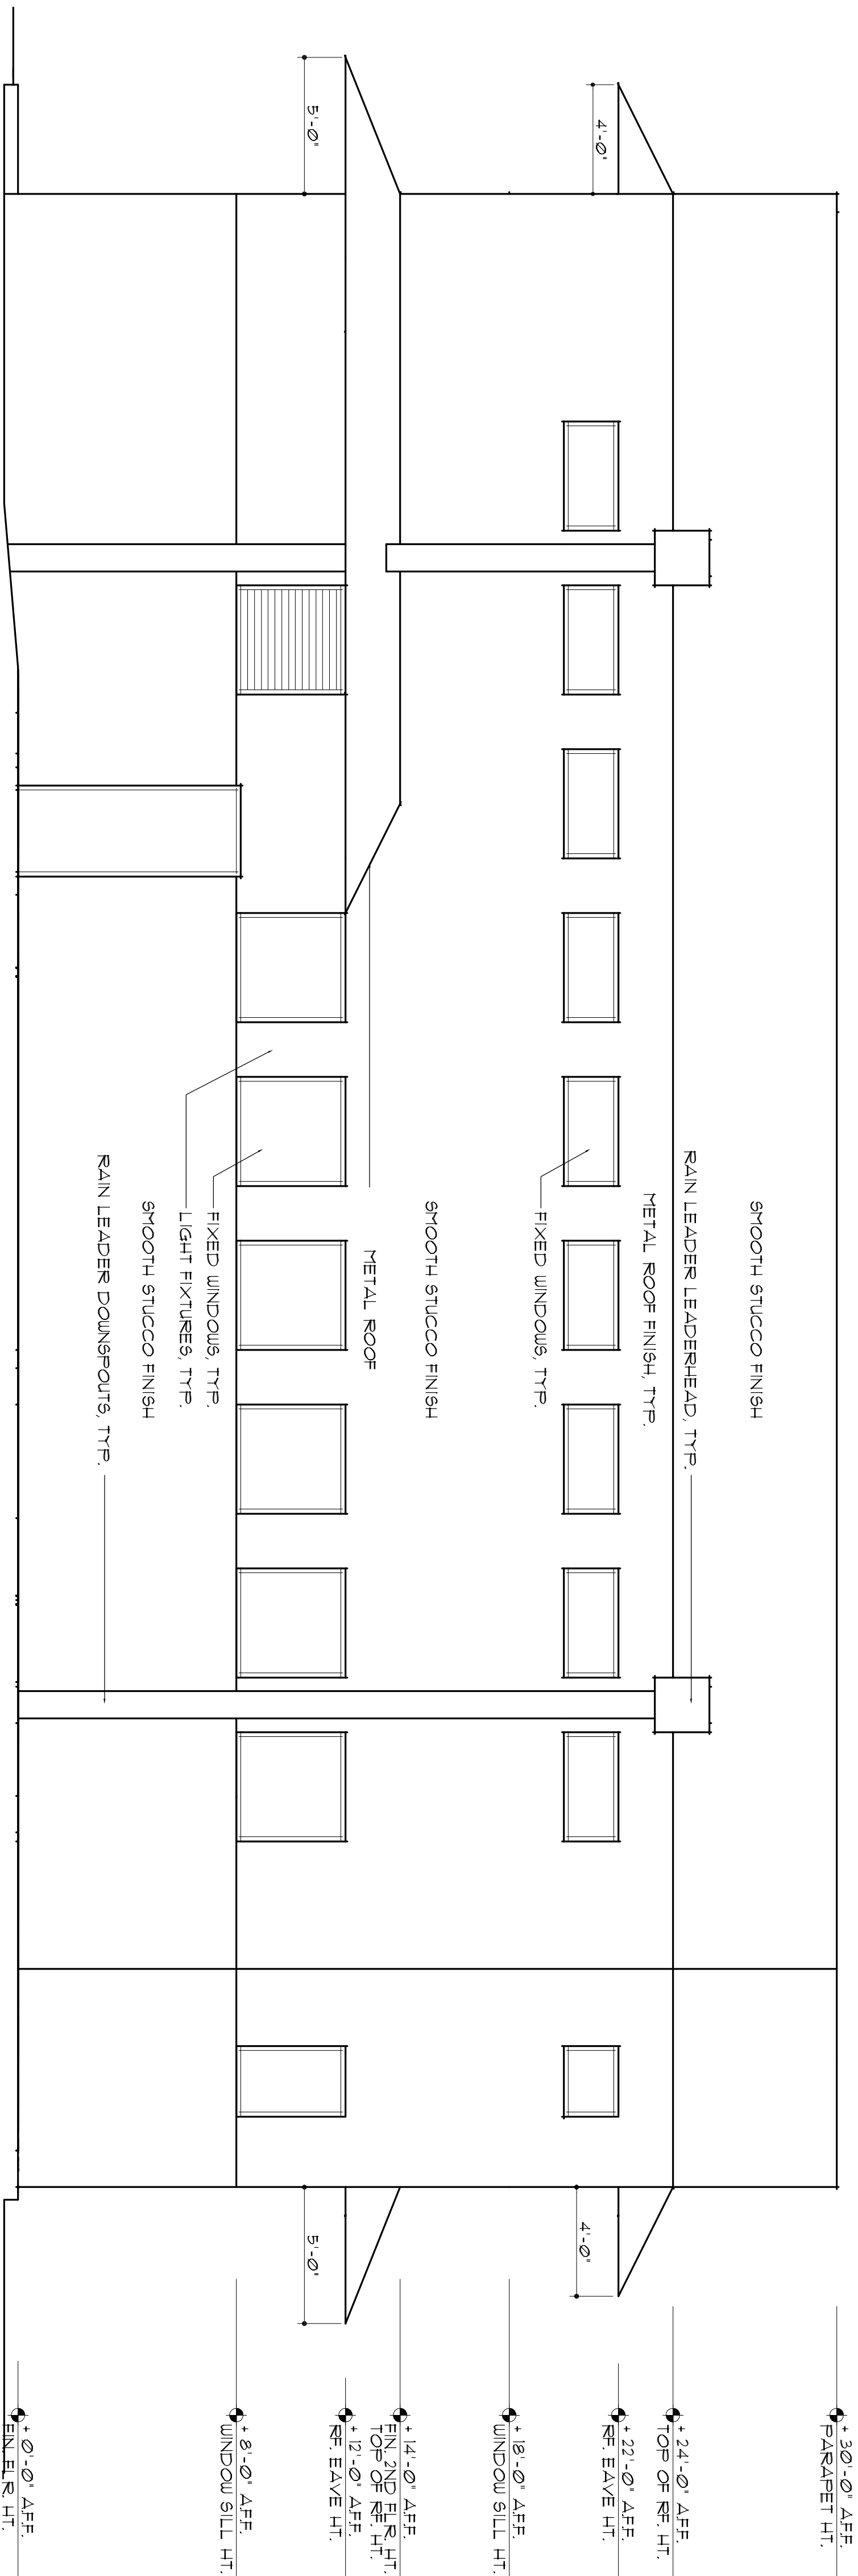 + 30'-0" A.F.F.
PARAPET HT.
+ 24'-0" A.F.F.
TOP OF RF. HT.
+ 22'-0" A.F.F.
RF. EAVE HT.
+ 18'-0" A.F.F.
WINDOW SILL HT.
+ 14'-0" A.F.F.
FIN. 2ND FLR. HT.
TOP OF RF. HT.
+ 12'-0" A.F.F.
RF. EAVE HT.
+ 8'-0" A.F.F.
WINDOW SILL HT.
+ 0'-0" A.F.F.
FIN. FLR. HT.
SMOOTH STUCCO FINISH
RAIN LEADER LEADERHEAD, TYP.
METAL ROOF FINISH, TYP.
FIXED WINDOWS, TYP.
SMOOTH STUCCO FINISH
METAL ROOF
FIXED WINDOWS, TYP.
LIGHT FIXTURES, TYP.
SMOOTH STUCCO FINISH
RAIN LEADER DOWNSPOUTS, TYP.
4'-0"
5'-0"
4'-0"
5'-0"